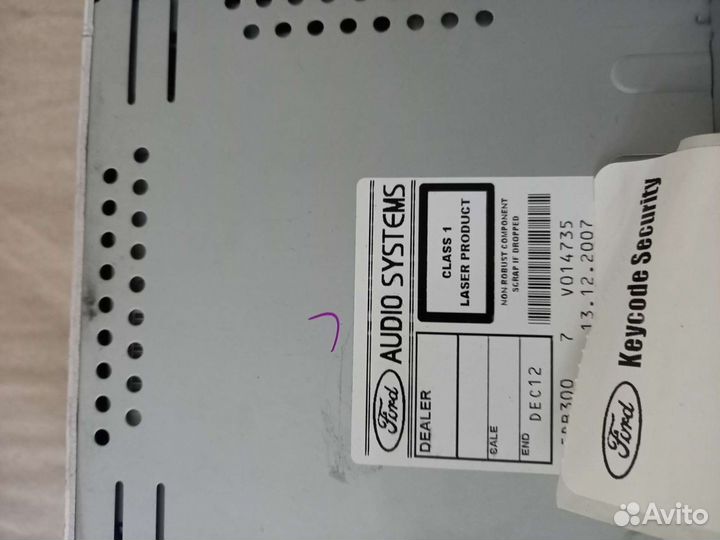 Ford AUDIO SYSTEMS
DEALER
CALE
END DEC12
CLASS 1
LASER PRODUCT
NON ROBUST COMPONENT
SCRAP IF DROPPED
7 V014735
13.12.2007
Ford Keycode Security
Avito